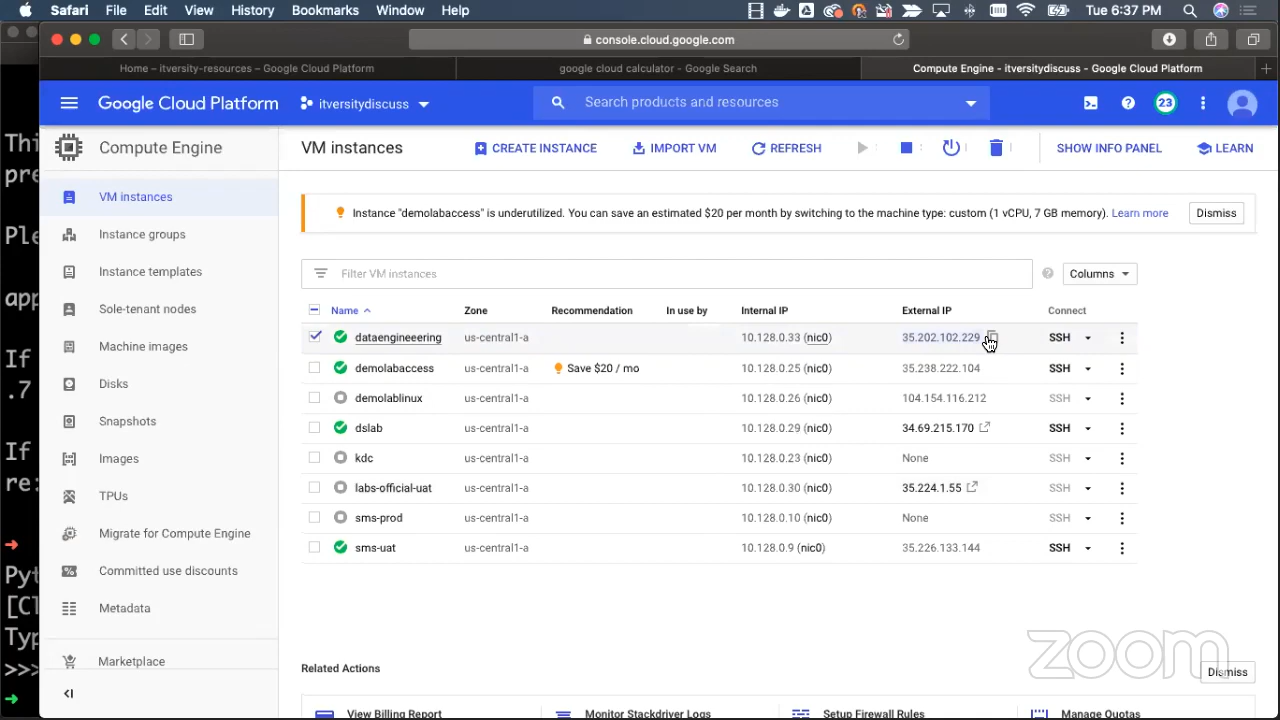 Safari File Edit View History Bookmarks Window Help Tue 6:37 PM
console.cloud.google.com
Home – itversity-resources – Google Cloud Platform google cloud calculator - Google Search Compute Engine - itversitydiscuss - Google Cloud Platform
Google Cloud Platform itversitydiscuss Search products and resources 23
Compute Engine VM instances CREATE INSTANCE IMPORT VM REFRESH SHOW INFO PANEL LEARN
VM instances
Instance groups
Instance templates
Sole-tenant nodes
Machine images
Disks
Snapshots
Images
TPUs
Migrate for Compute Engine
Committed use discounts
Metadata
Marketplace
Instance "demolabaccess" is underutilized. You can save an estimated $20 per month by switching to the machine type: custom (1 vCPU, 7 GB memory). Learn more Dismiss
Filter VM instances Columns
Name Zone Recommendation In use by Internal IP External IP Connect
dataengineeering us-central1-a 10.128.0.33 (nic0) 35.202.102.229 SSH
demolabaccess us-central1-a Save $20 / mo 10.128.0.25 (nic0) 35.238.222.104 SSH
demolablinux us-central1-a 10.128.0.26 (nic0) 104.154.116.212 SSH
dslab us-central1-a 10.128.0.29 (nic0) 34.69.215.170 SSH
kdc us-central1-a 10.128.0.23 (nic0) None SSH
labs-official-uat us-central1-a 10.128.0.30 (nic0) 35.224.1.55 SSH
sms-prod us-central1-a 10.128.0.10 (nic0) None SSH
sms-uat us-central1-a 10.128.0.9 (nic0) 35.226.133.144 SSH
Related Actions Dismiss
View Billing Report Monitor Stackdriver Logs Setup Firewall Rules Manage Quotas
zoom
Thi
pre
Ple
app
If
.7
If
re:
Pyt
[Cl
Typ
>>>